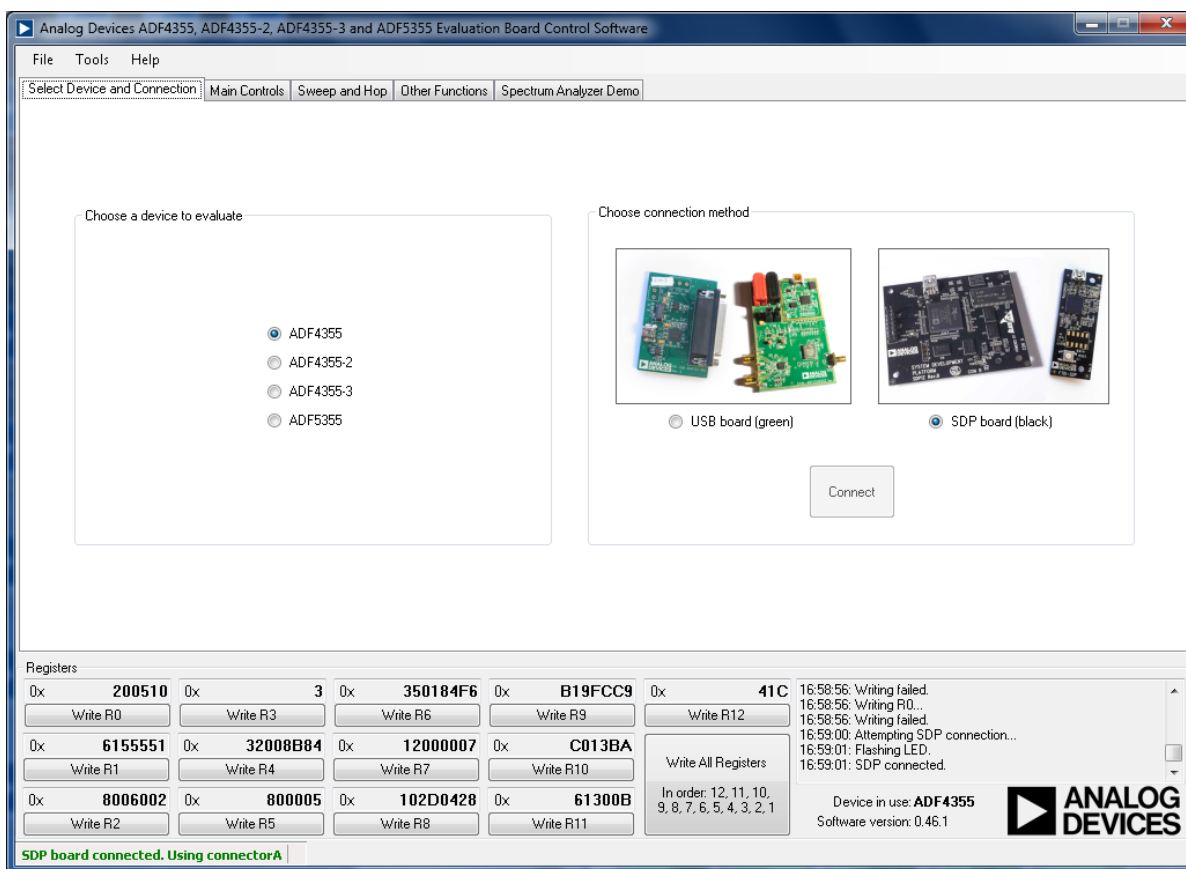 Analog Devices ADF4355, ADF4355-2, ADF4355-3 and ADF5355 Evaluation Board Control Software
File Tools Help
Select Device and Connection Main Controls Sweep and Hop Other Functions Spectrum Analyzer Demo
Choose a device to evaluate
ADF4355
ADF4355-2
ADF4355-3
ADF5355
Choose connection method
ANALOG DEVICES
ANALOG DEVICES
SYSTEM DEVELOPMENT
PLATFORM
USB board (green) SDP board (black)
Connect
Registers
0x 200510 0x 3 0x 350184F6 0x B19FCC9 0x 41C
Write R0 Write R3 Write R6 Write R9 Write R12
0x 6155551 0x 32008B84 0x 12000007 0x C013BA
Write R1 Write R4 Write R7 Write R10
0x 8006002 0x 800005 0x 102D0428 0x 61300B
Write R2 Write R5 Write R8 Write R11
Write All Registers
In order: 12, 11, 10,
9, 8, 7, 6, 5, 4, 3, 2, 1
16:58:56: Writing failed.
16:58:56: Writing R0...
16:58:56: Writing failed.
16:59:00: Attempting SDP connection...
16:59:01: Flashing LED.
16:59:01: SDP connected.
Device in use: ADF4355
Software version: 0.46.1
ANALOG
DEVICES
SDP board connected. Using connectorA